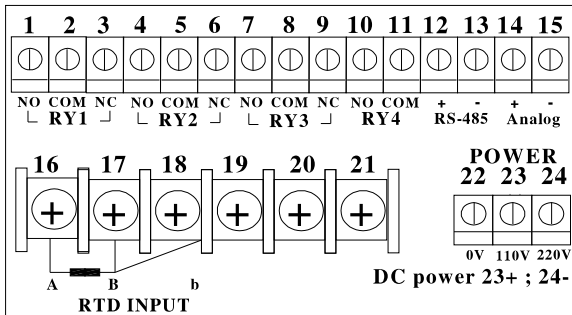 1 2 3 4 5 6 7 8 9 10 11 12 13 14 15
NO COM NC NO COM NC NO COM NC NO COM + - + -
RY1 RY2 RY3 RY4 RS-485 Analog
16 17 18 19 20 21
POWER
22 23 24
0V 110V 220V
A B b
RTD INPUT
DC power 23+ ; 24-